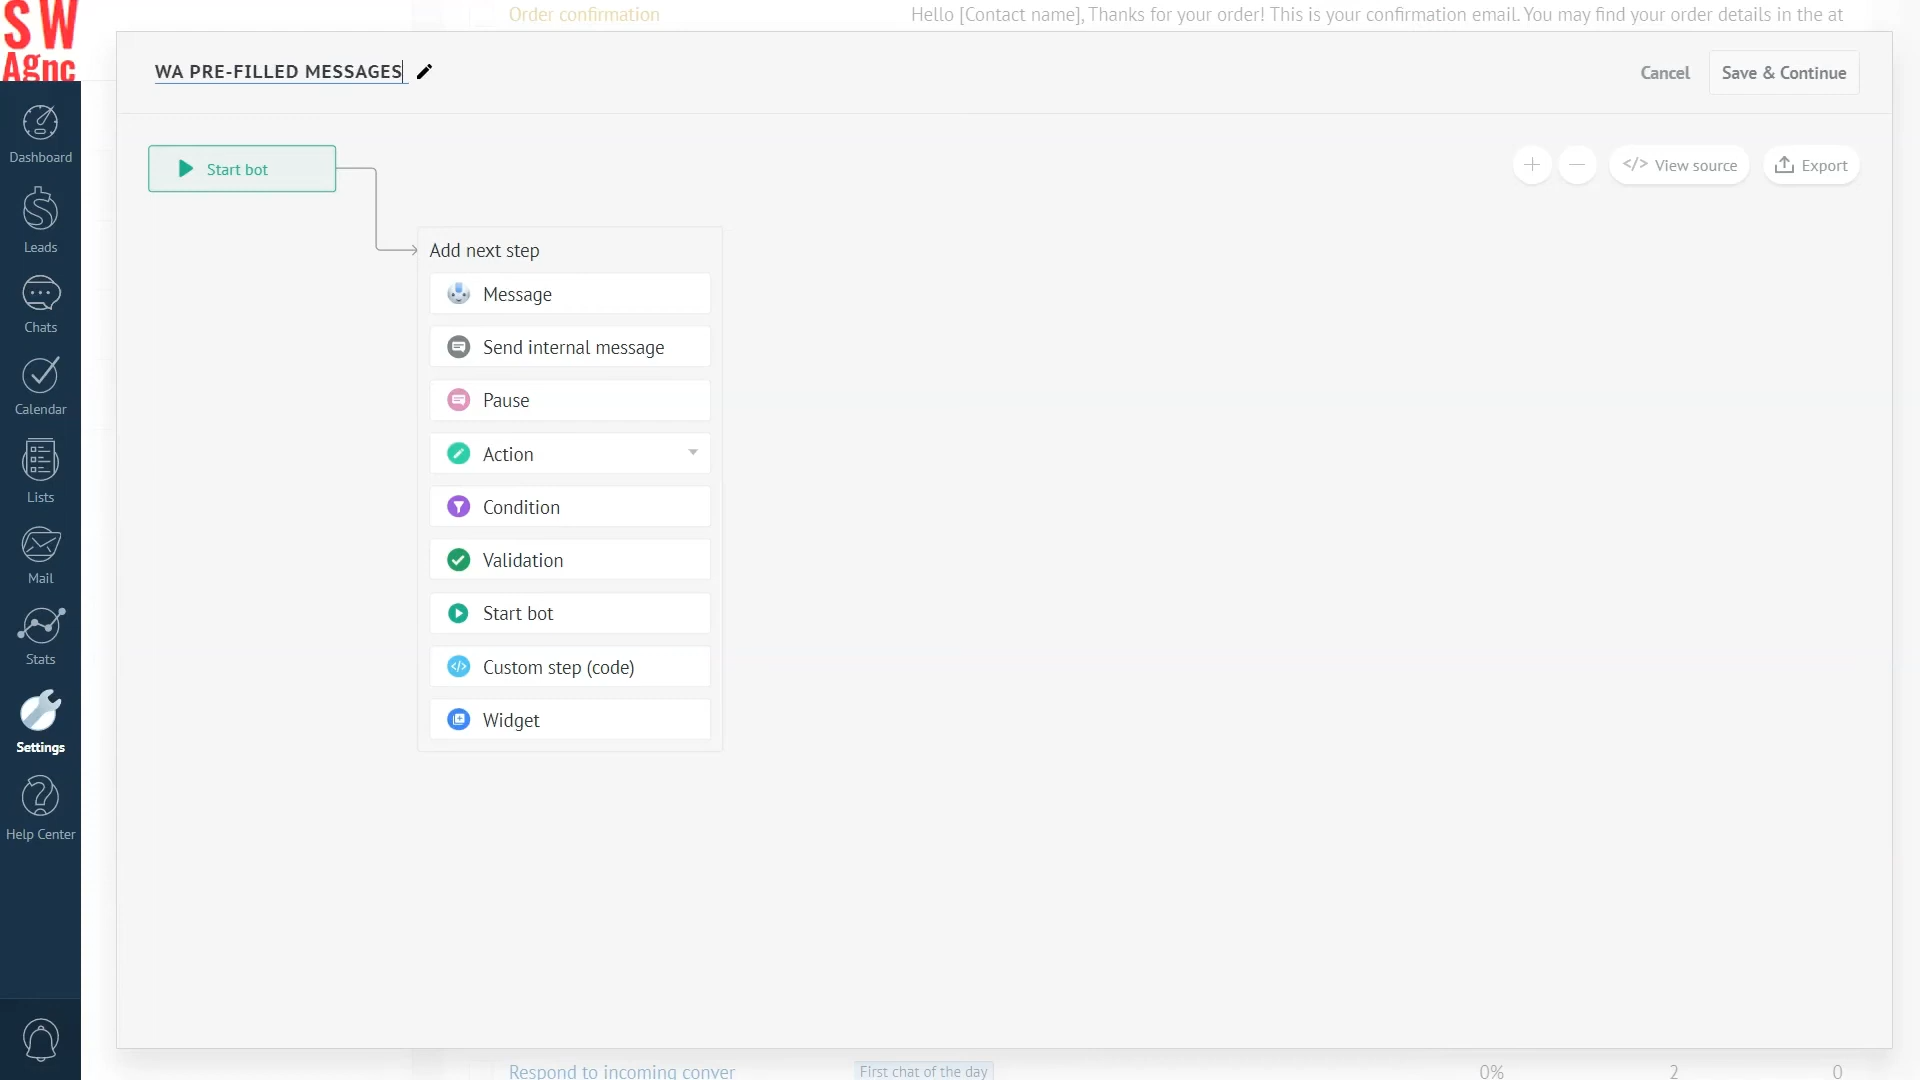 SW
Agnc
Order confirmation
Hello [Contact name], Thanks for your order! This is your confirmation email. You may find your order details in the at
WA PRE-FILLED MESSAGES
Cancel
Save & Continue
Start bot
View source
Export
Add next step
Message
Send internal message
Pause
Action
Condition
Validation
Start bot
Custom step (code)
Widget
Dashboard
Leads
Chats
Calendar
Lists
Mail
Stats
Settings
Help Center
Respond to incoming conver
First chat of the day
0%
2
0